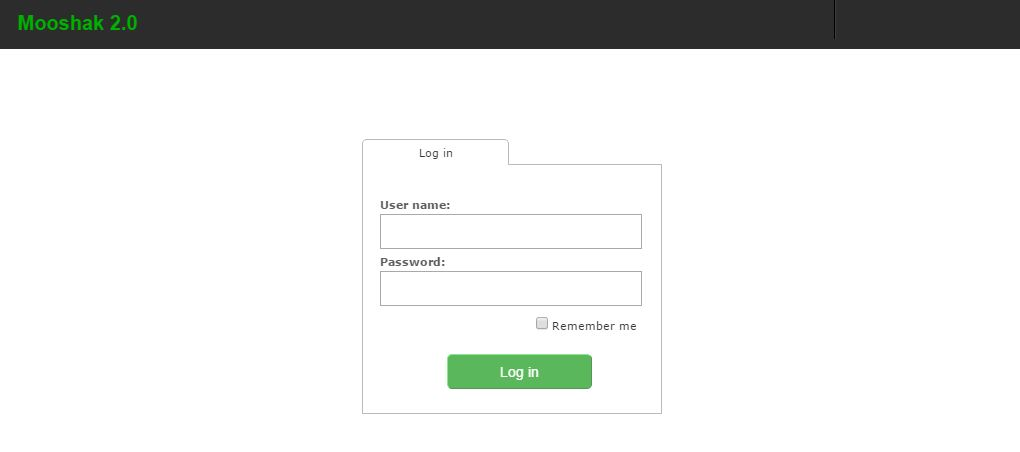 Mooshak 2.0
Log in
User name:
Password:
Remember me
Log in